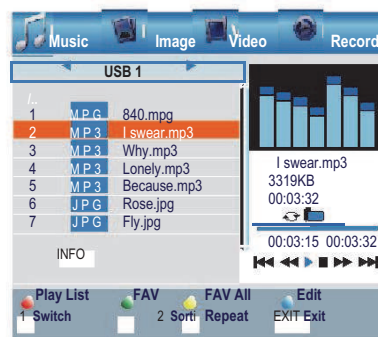 Music Image Video Record
USB 1
/..
1 MPG 840.mpg
2 MP3 I swear.mp3
3 MP3 Why.mp3
4 MP3 Lonely.mp3
5 MP3 Because.mp3
6 JPG Rose.jpg
7 JPG Fly.jpg
I swear.mp3
3319KB
00:03:32
00:03:15 00:03:32
INFO
Play List FAV FAV All Edit
1 Switch 2 Sorti Repeat EXIT Exit